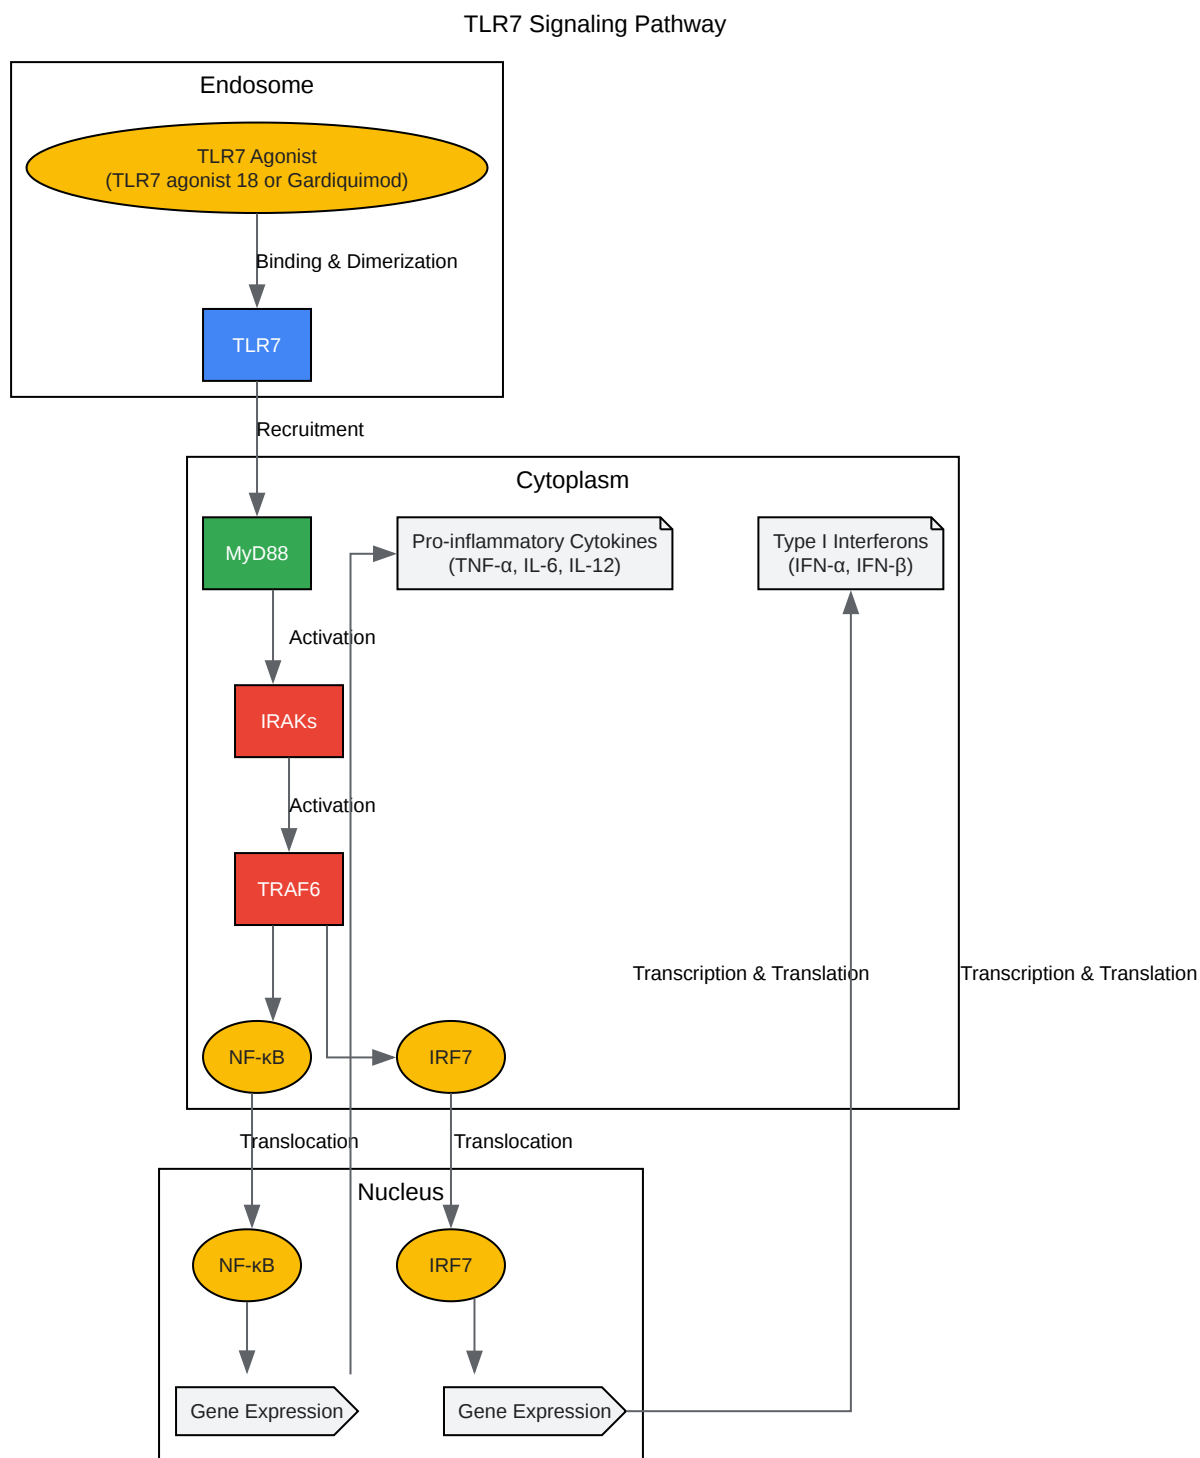 TLR7 Signaling Pathway
Endosome
TLR7 Agonist
(TLR7 agonist 18 or Gardiquimod)
Binding & Dimerization
TLR7
Recruitment
Cytoplasm
MyD88
Pro-inflammatory Cytokines
(TNF-α, IL-6, IL-12)
Type I Interferons
(IFN-α, IFN-β)
Activation
IRAKs
Activation
TRAF6
Transcription & Translation
Transcription & Translation
NF-κB
IRF7
Translocation
Translocation
Nucleus
NF-κB
IRF7
Gene Expression
Gene Expression